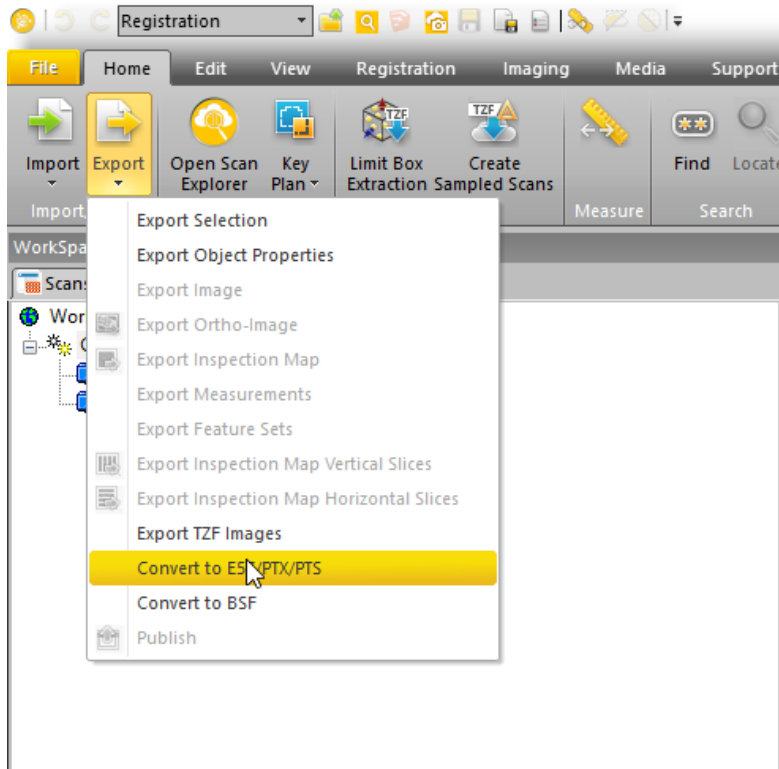 Registration
File Home Edit View Registration Imaging Media Support
Import Export Open Scan Explorer Key Plan Limit Box Extraction Create Sampled Scans Find
TZF TZF
Import Measure Search
Scans
Export Selection
Export Object Properties
Export Image
Export Ortho-Image
Export Inspection Map
Export Measurements
Export Feature Sets
Export Inspection Map Vertical Slices
Export Inspection Map Horizontal Slices
Export TZF Images
Convert to E57/PTX/PTS
Convert to BSF
Publish